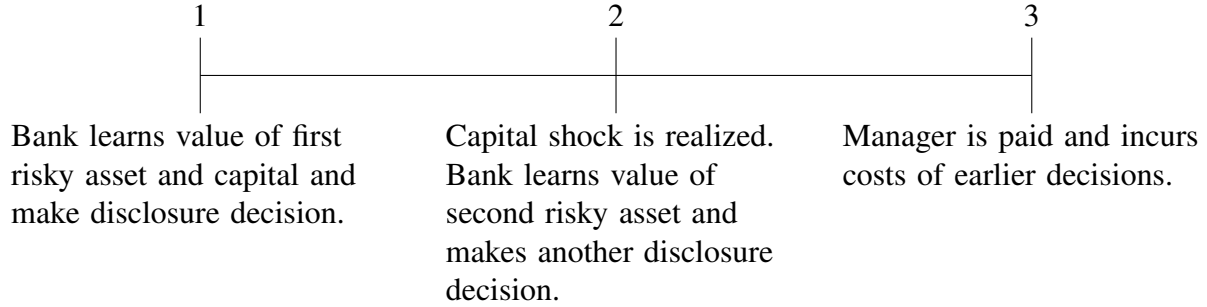 1
2
3
Bank learns value of first
risky asset and capital and
make disclosure decision.
Capital shock is realized.
Bank learns value of
second risky asset and
makes another disclosure
decision.
Manager is paid and incurs
costs of earlier decisions.